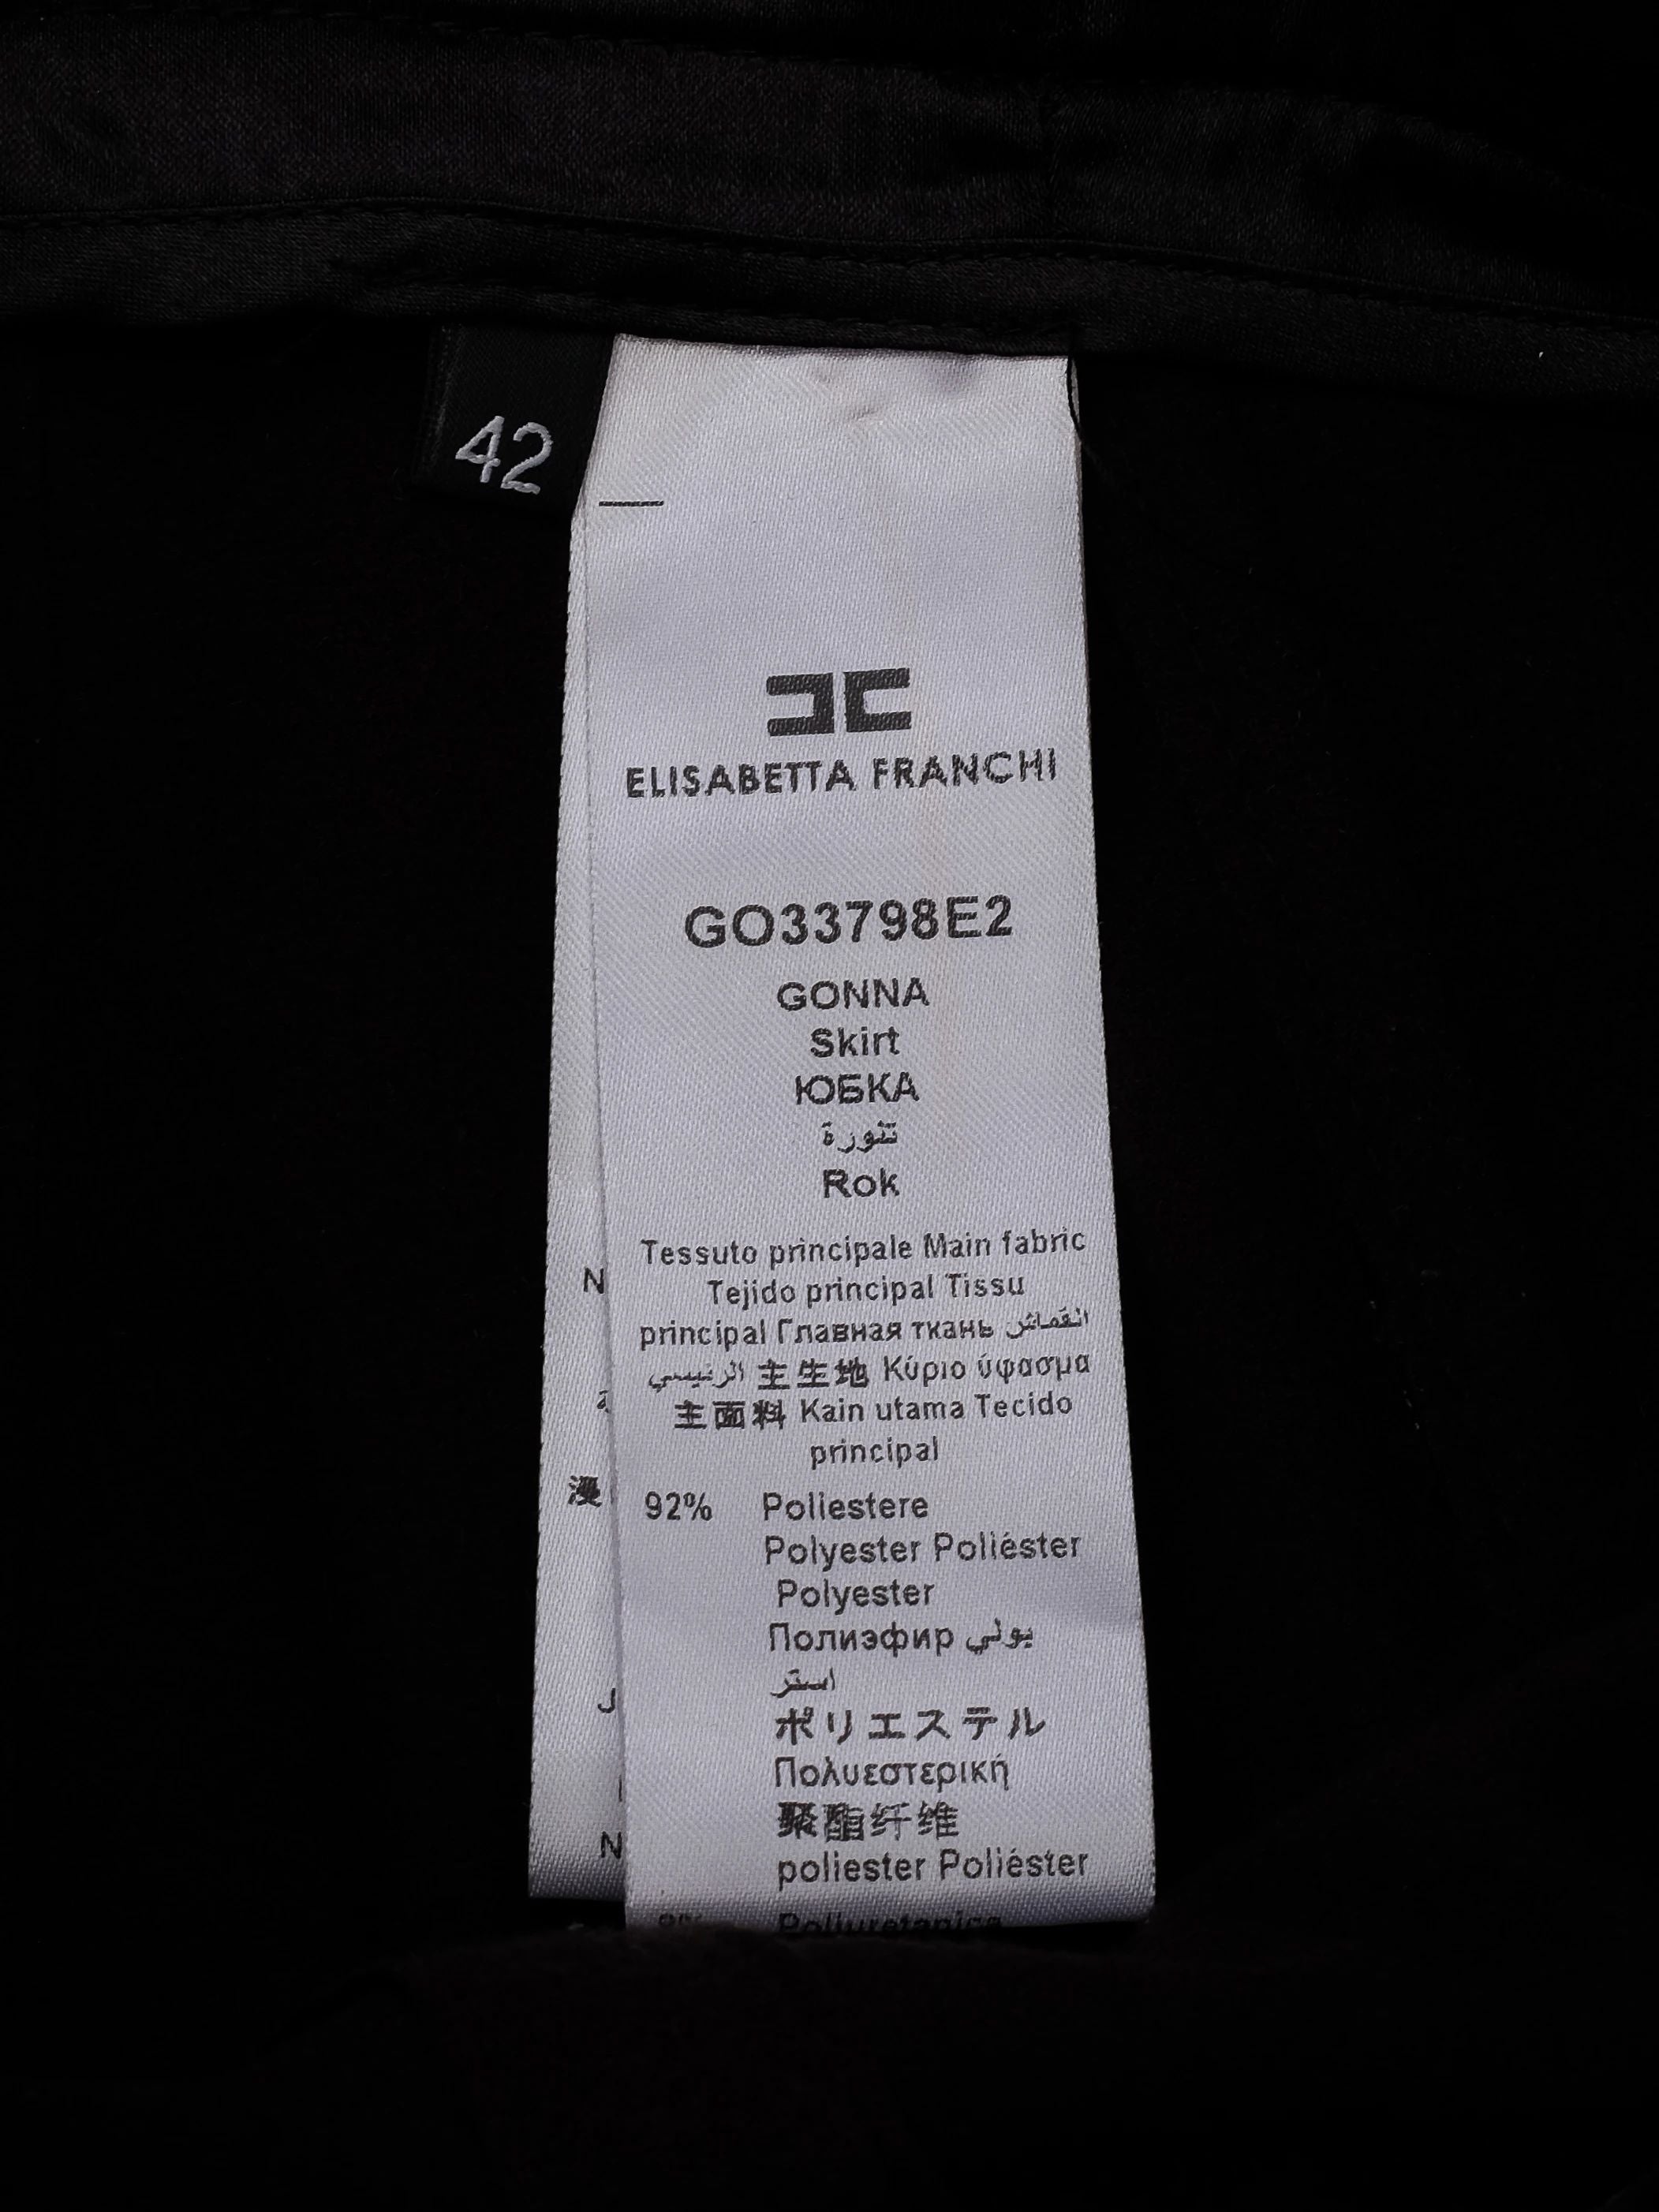 42
ELISABETTA FRANCHI
GO33798E2
GONNA
Skirt
ЮБКА
تنورة
Rok
Tessuto principale Main fabric
Tejido principal Tissu
principal Главная ткань القماش
الرئيسي 主生地 Κύριο ύφασμα
主面料 Kain utama Tecido
principal
92% Poliestere
Polyester Poliéster
Polyester
Полиэфир بولي
استر
ポリエステル
Πολυεστερική
聚酯纤维
poliester Poliéster
8% Poliuretanica
N
J
N